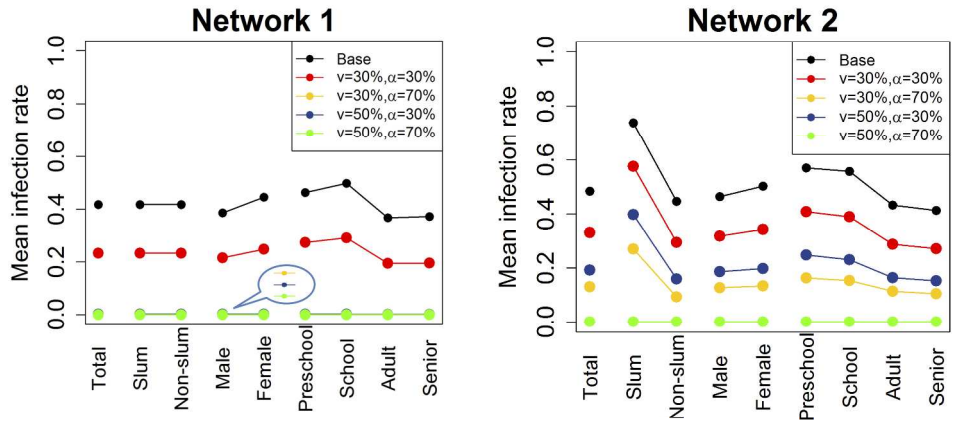 Network 1
Mean infection rate
1.0
0.8
0.6
0.4
0.2
0.0
Base
v=30%,α=30%
v=30%,α=70%
v=50%,α=30%
v=50%,α=70%
Total
Slum
Non-slum
Male
Female
Preschool
School
Adult
Senior
Network 2
Mean infection rate
1.0
0.8
0.6
0.4
0.2
0.0
Base
v=30%,α=30%
v=30%,α=70%
v=50%,α=30%
v=50%,α=70%
Total
Slum
Non-slum
Male
Female
Preschool
School
Adult
Senior